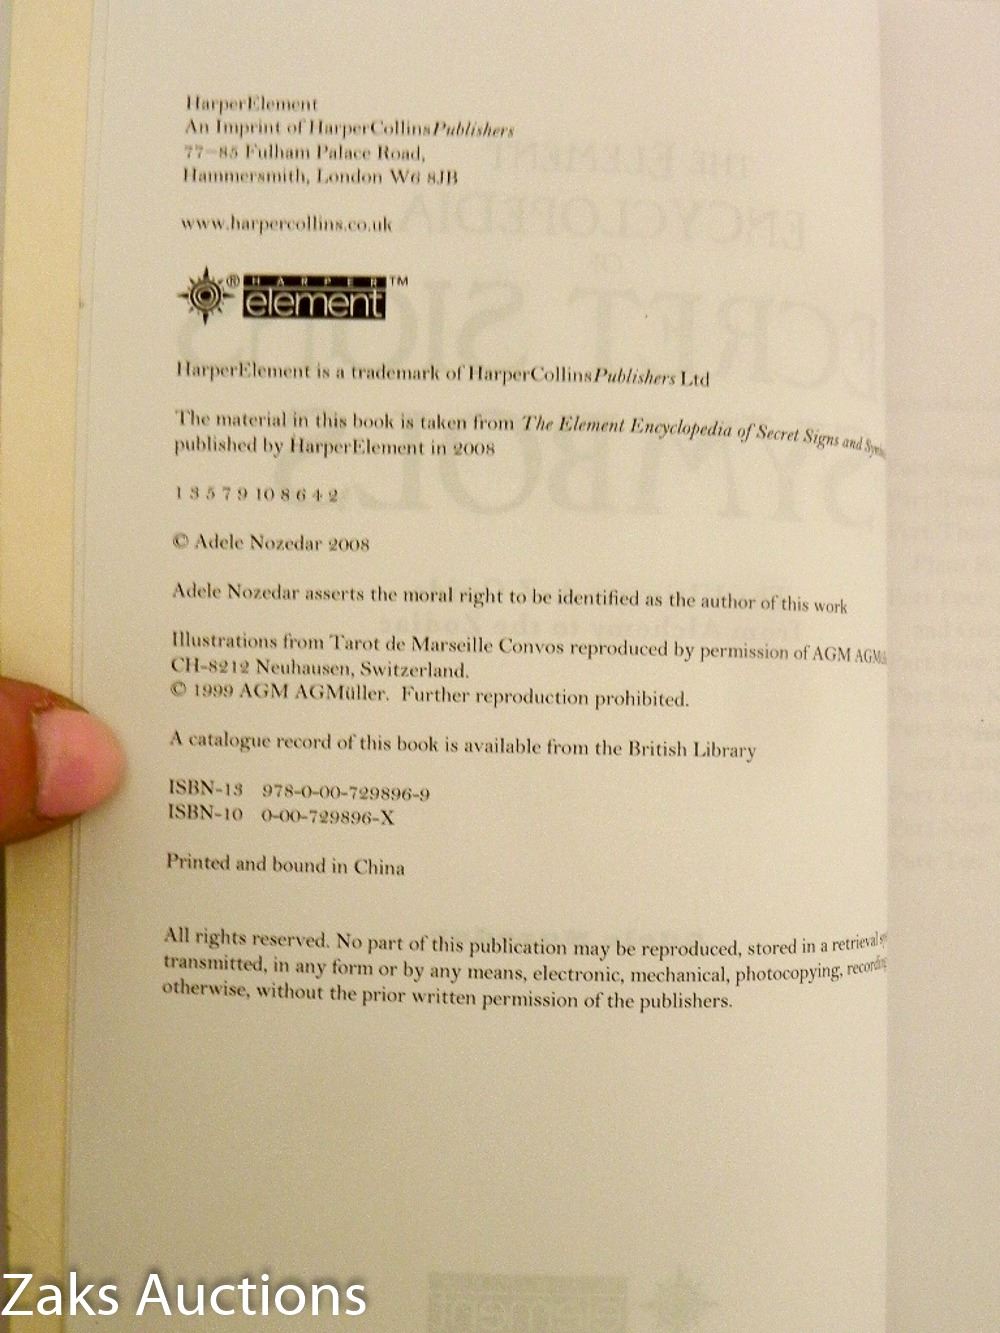 HarperElement
An Imprint of HarperCollinsPublishers
77–85 Fulham Palace Road,
Hammersmith, London W6 8JB
www.harpercollins.co.uk
® HARPER ™
element
HarperElement is a trademark of HarperCollinsPublishers Ltd
The material in this book is taken from The Element Encyclopedia of Secret Signs and
published by HarperElement in 2008
1 3 5 7 9 10 8 6 4 2
© Adele Nozedar 2008
Adele Nozedar asserts the moral right to be identified as the author of this work
Illustrations from Tarot de Marseille Convos reproduced by permission of AGM
CH-8212 Neuhausen, Switzerland.
© 1999 AGM AGMüller. Further reproduction prohibited.
A catalogue record of this book is available from the British Library
ISBN-13 978-0-00-729896-9
ISBN-10 0-00-729896-X
Printed and bound in China
All rights reserved. No part of this publication may be reproduced, stored in a retrieval
transmitted, in any form or by any means, electronic, mechanical, photocopying,
otherwise, without the prior written permission of the publishers.
Zaks Auctions